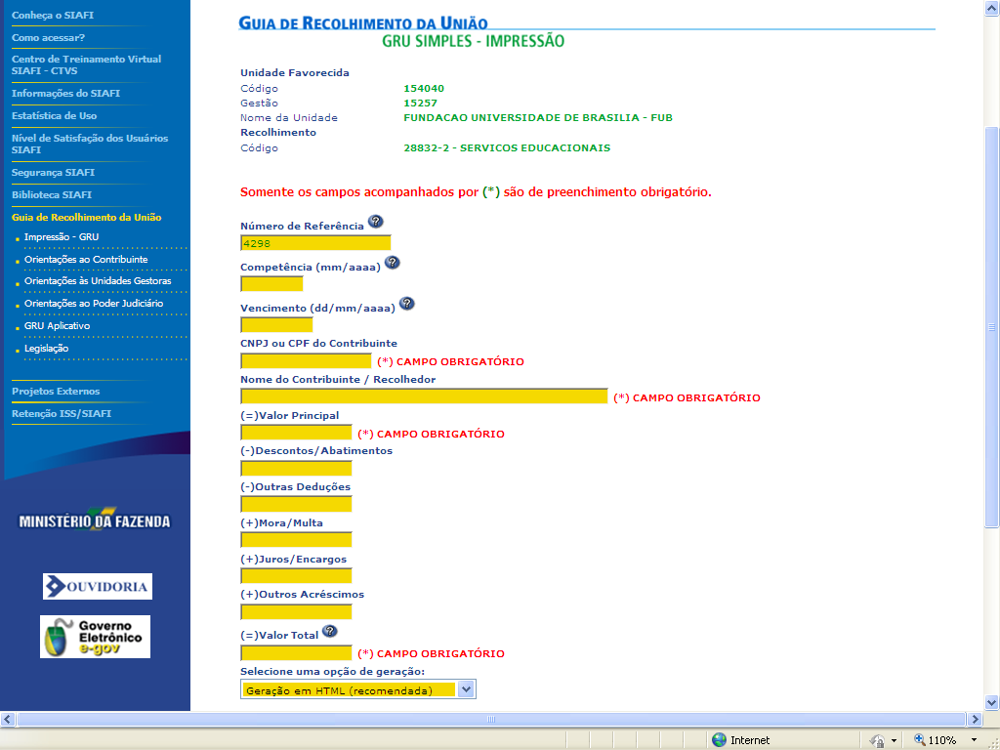 Conheça o SIAFI
Como acessar?
Centro de Treinamento Virtual
SIAFI - CTVS
Informações do SIAFI
Estatística de Uso
Nível de Satisfação dos Usuários
SIAFI
Segurança SIAFI
Biblioteca SIAFI
Guia de Recolhimento da União
Impressão - GRU
Orientações ao Contribuinte
Orientações às Unidades Gestoras
Orientações ao Poder Judiciário
GRU Aplicativo
Legislação
Projetos Externos
Retenção ISS/SIAFI
MINISTÉRIO DA FAZENDA
OUVIDORIA
Governo
Eletrônico
e-gov
GUIA DE RECOLHIMENTO DA UNIÃO
GRU SIMPLES - IMPRESSÃO
Unidade Favorecida
Código 154040
Gestão 15257
Nome da Unidade FUNDACAO UNIVERSIDADE DE BRASILIA - FUB
Recolhimento
Código 28832-2 - SERVICOS EDUCACIONAIS
Somente os campos acompanhados por (*) são de preenchimento obrigatório.
Número de Referência ?
4298
Competência (mm/aaaa) ?
Vencimento (dd/mm/aaaa) ?
CNPJ ou CPF do Contribuinte
(*) CAMPO OBRIGATÓRIO
Nome do Contribuinte / Recolhedor
(*) CAMPO OBRIGATÓRIO
(=)Valor Principal
(*) CAMPO OBRIGATÓRIO
(-)Descontos/Abatimentos
(-)Outras Deduções
(+)Mora/Multa
(+)Juros/Encargos
(+)Outros Acréscimos
(=)Valor Total ?
(*) CAMPO OBRIGATÓRIO
Selecione uma opção de geração:
Geração em HTML (recomendada)
Internet
110%